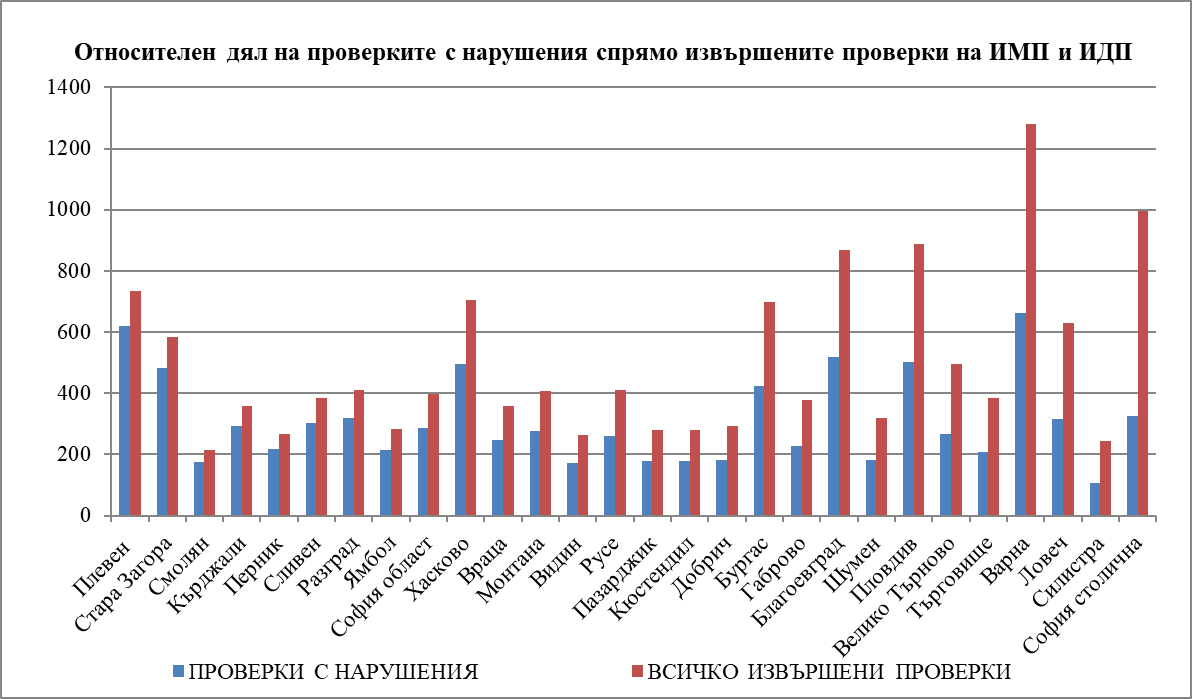 Относителен дял на проверките с нарушения спрямо извършените проверки на ИМП и ИДП
1400
1200
1000
800
600
400
200
0
Плевен
Стара Загора
Смолян
Кърджали
Перник
Сливен
Разград
Ямбол
София област
Хасково
Враца
Монтана
Видин
Русе
Пазарджик
Кюстендил
Добрич
Бургас
Габрово
Благоевград
Шумен
Пловдив
Велико Търново
Търговище
Варна
Ловеч
Силистра
София столична
ПРОВЕРКИ С НАРУШЕНИЯ
ВСИЧКО ИЗВЪРШЕНИ ПРОВЕРКИ